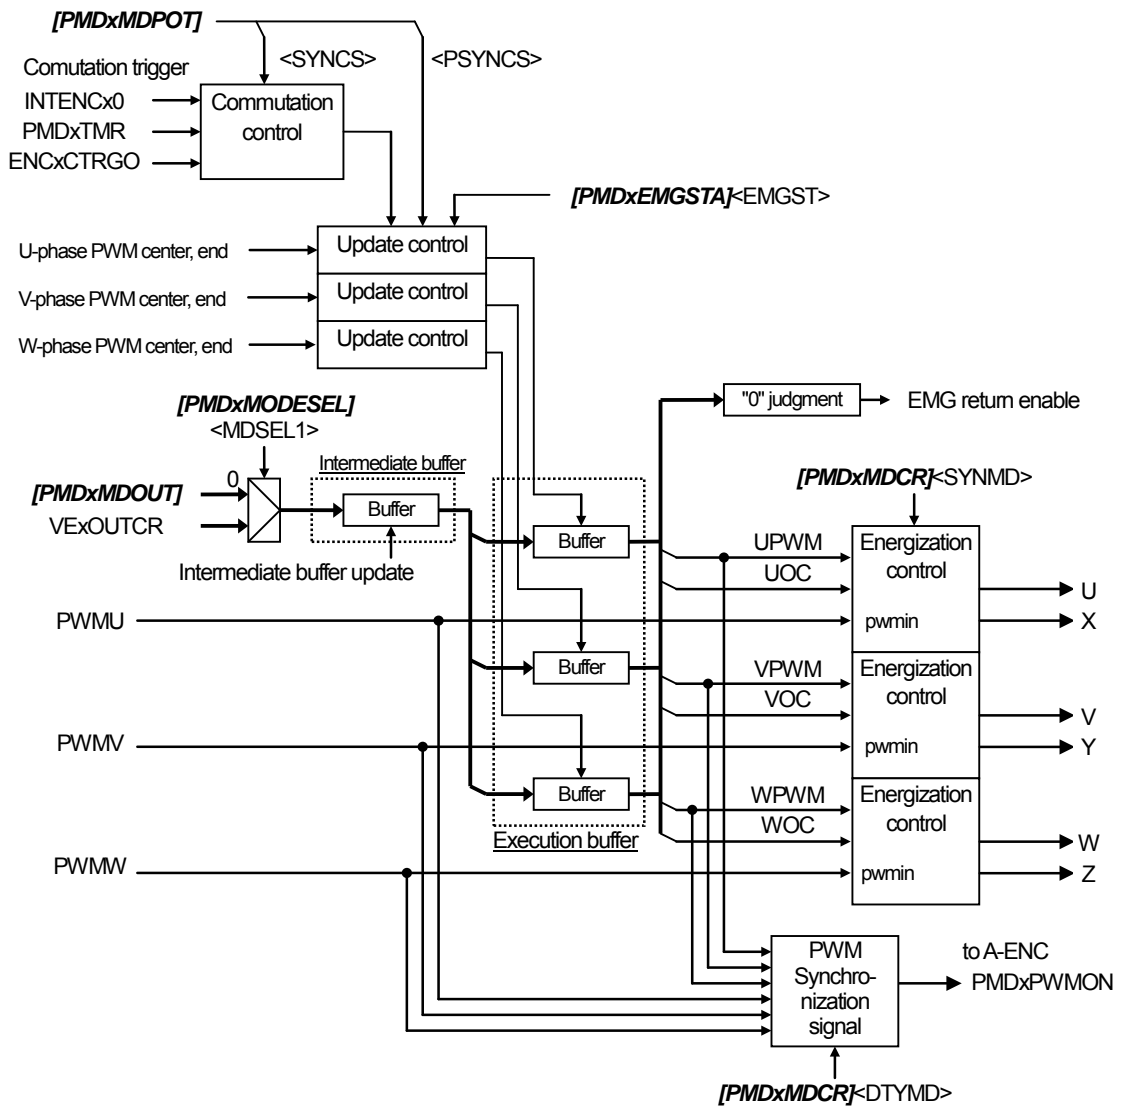 [PMDxMDPOT]
<SYNCS>
<PSYNCS>
Comutation trigger
INTENCx0
PMDxTMR
ENCxCTRGO
Commutation
control
[PMDxEMGSTA]<EMGST>
U-phase PWM center, end
Update control
V-phase PWM center, end
Update control
W-phase PWM center, end
Update control
[PMDxMODESEL]
<MDSEL1>
"0" judgment
EMG return enable
Intermediate buffer
0
[PMDxMDOUT]
VExOUTCR
Buffer
Intermediate buffer update
[PMDxMDCR]<SYNMD>
Buffer
UPWM
UOC
Energization
control
pwmin
U
X
PWMU
Buffer
VPWM
VOC
Energization
control
pwmin
V
Y
PWMV
Buffer
Execution buffer
WPWM
WOC
Energization
control
pwmin
W
Z
PWMW
PWM
Synchro-
nization
signal
to A-ENC
PMDxPWMON
[PMDxMDCR]<DTYMD>